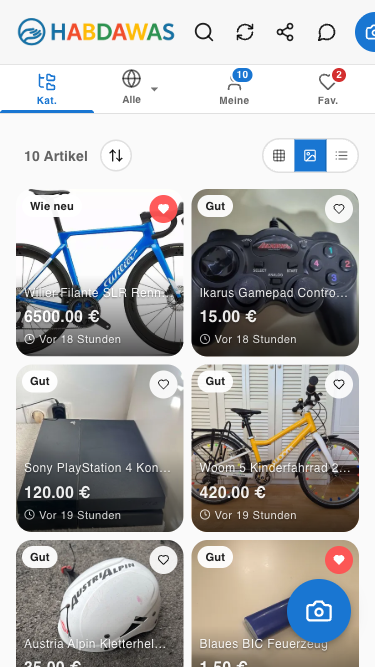 HABDAWAS
Kat.
Alle
10
Meine
2
Fav.
10 Artikel
Wie neu
Wilier Filante SLR Renn...
6500.00 €
Vor 18 Stunden
Gut
Ikarus Gamepad Contro...
15.00 €
Vor 18 Stunden
Gut
Sony PlayStation 4 Kon...
120.00 €
Vor 19 Stunden
Gut
Woom 5 Kinderfahrrad 2...
420.00 €
Vor 19 Stunden
Gut
AUSTRIALPIN
Austria Alpin Kletterhel...
25.00 €
Gut
Blaues BIC Feuerzeug
1.50 €